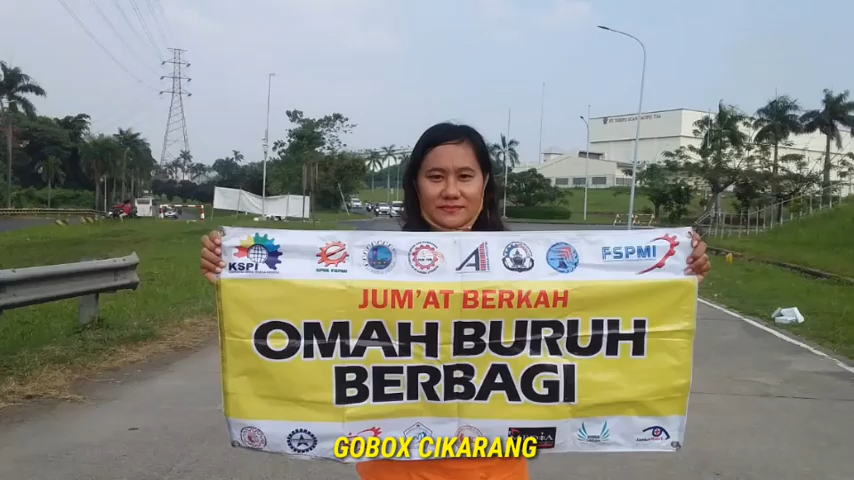 KSPI
FSPMI
JUM'AT BERKAH
OMAH BURUH
BERBAGI
GOBOX CIKARANG